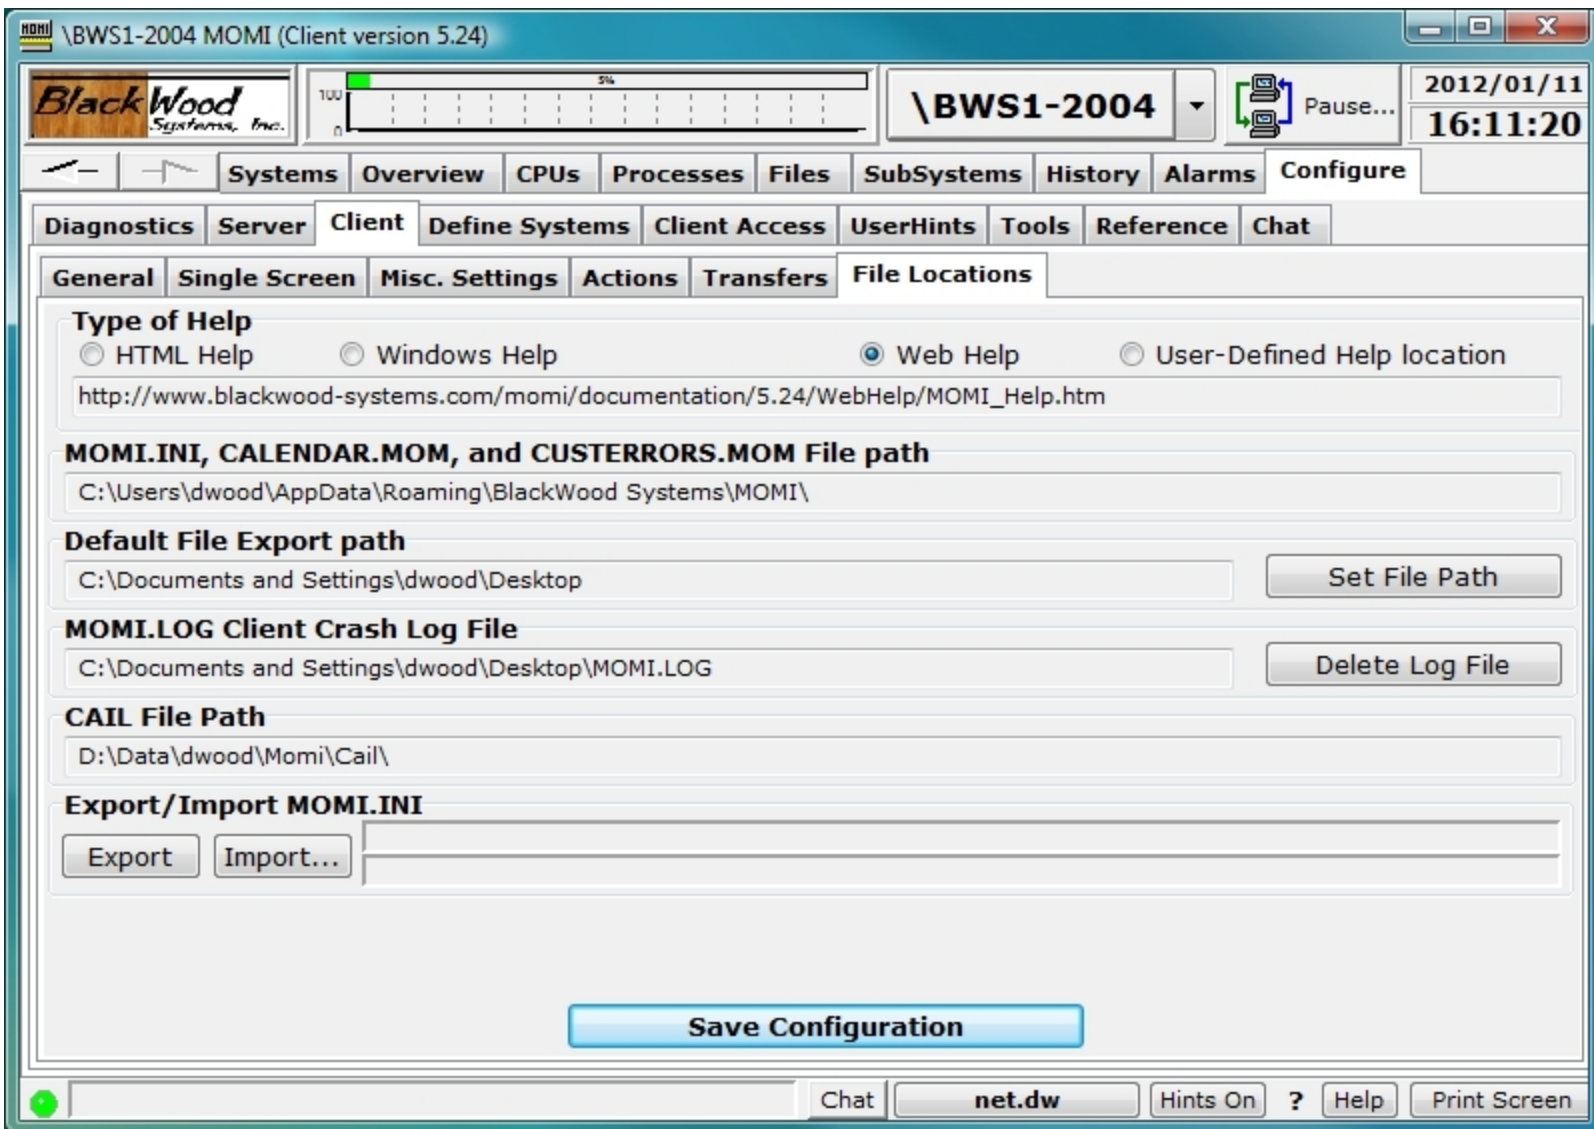 MOMI \BWS1-2004 MOMI (Client version 5.24)
BlackWood Systems, Inc.
5%
100
0
\BWS1-2004
Pause...
2012/01/11
16:11:20
Systems Overview CPUs Processes Files SubSystems History Alarms Configure
Diagnostics Server Client Define Systems Client Access UserHints Tools Reference Chat
General Single Screen Misc. Settings Actions Transfers File Locations
Type of Help
HTML Help Windows Help Web Help User-Defined Help location
http://www.blackwood-systems.com/momi/documentation/5.24/WebHelp/MOMI_Help.htm
MOMI.INI, CALENDAR.MOM, and CUSTERRORS.MOM File path
C:\Users\dwood\AppData\Roaming\BlackWood Systems\MOMI\
Default File Export path
C:\Documents and Settings\dwood\Desktop Set File Path
MOMI.LOG Client Crash Log File
C:\Documents and Settings\dwood\Desktop\MOMI.LOG Delete Log File
CAIL File Path
D:\Data\dwood\Momi\Cail\
Export/Import MOMI.INI
Export Import...
Save Configuration
Chat net.dw Hints On ? Help Print Screen